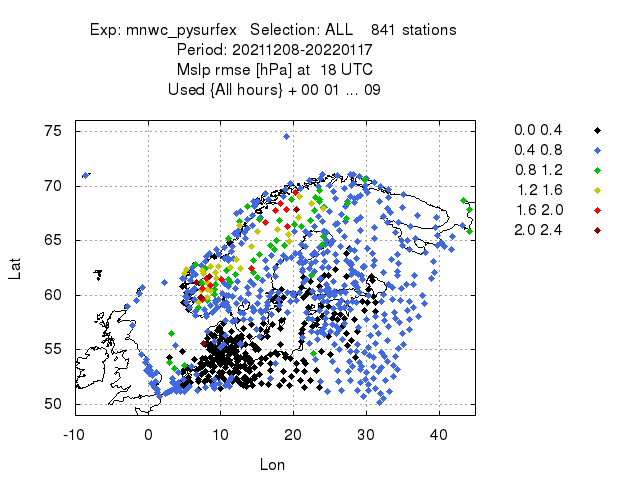 Exp: mnwc_pysurfex   Selection: ALL    841 stations
Period: 20211208-20220117
Mslp rmse [hPa] at  18 UTC
Used {All hours} + 00 01 ... 09
0.0 0.4
0.4 0.8
0.8 1.2
1.2 1.6
1.6 2.0
2.0 2.4
75
70
65
60
55
50
Lat
-10 0 10 20 30 40
Lon